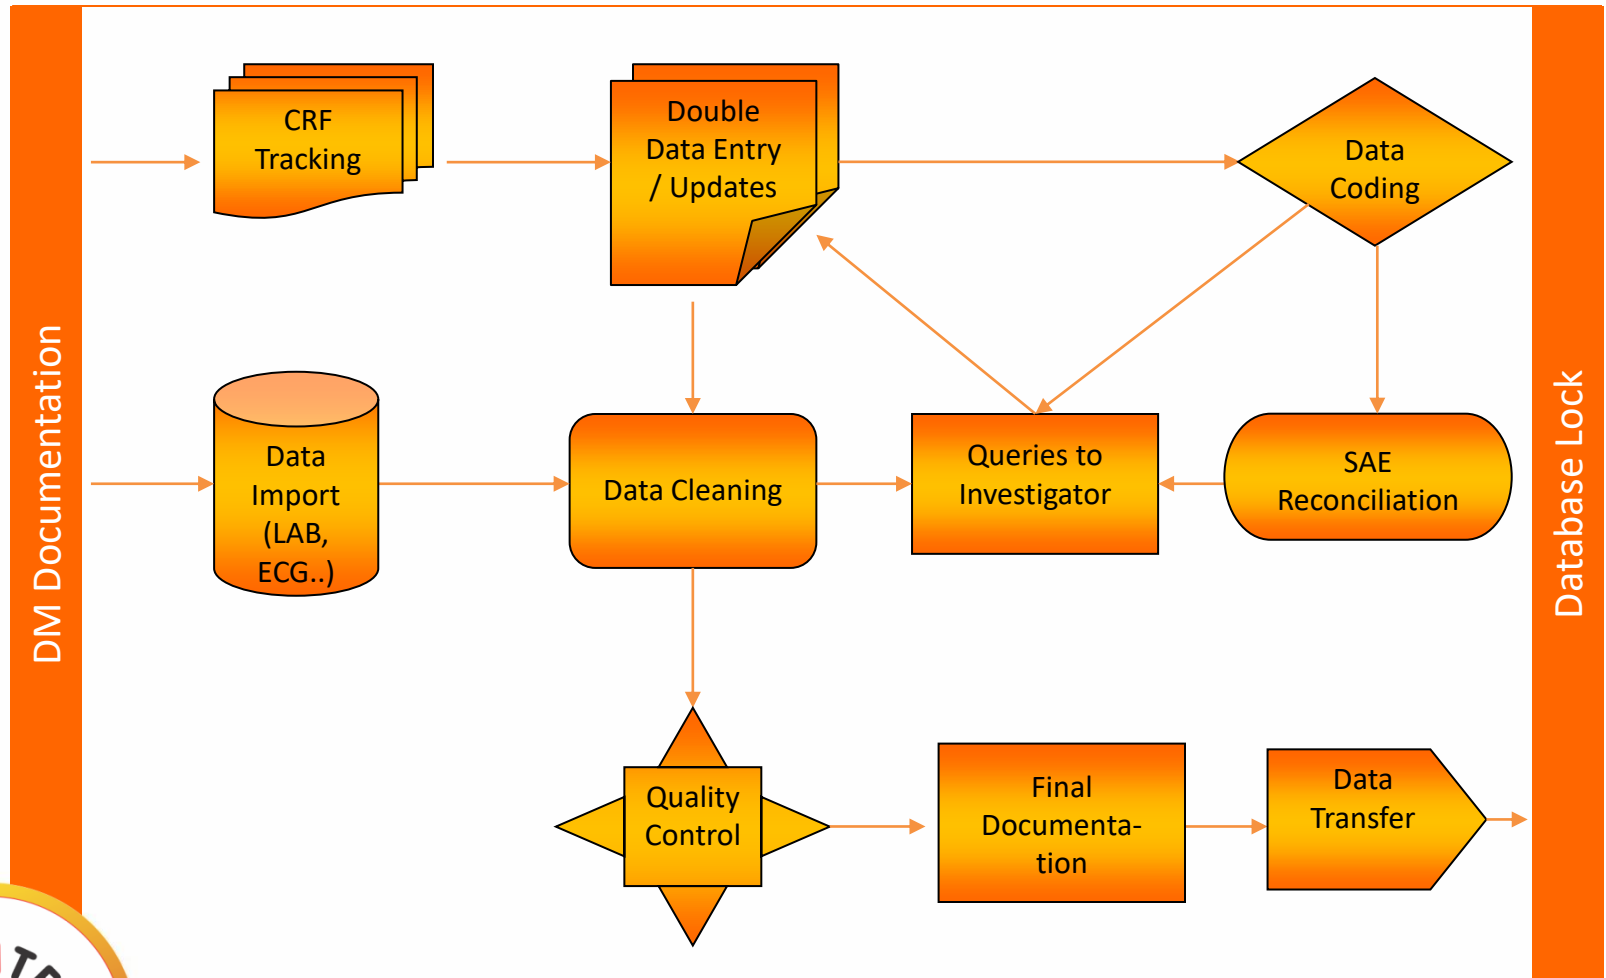 DM Documentation
CRF
Tracking
Double
Data Entry
/ Updates
Data
Coding
Data
Import
(LAB,
ECG..)
Data Cleaning
Queries to
Investigator
SAE
Reconciliation
Quality
Control
Final
Documenta-
tion
Data
Transfer
Database Lock